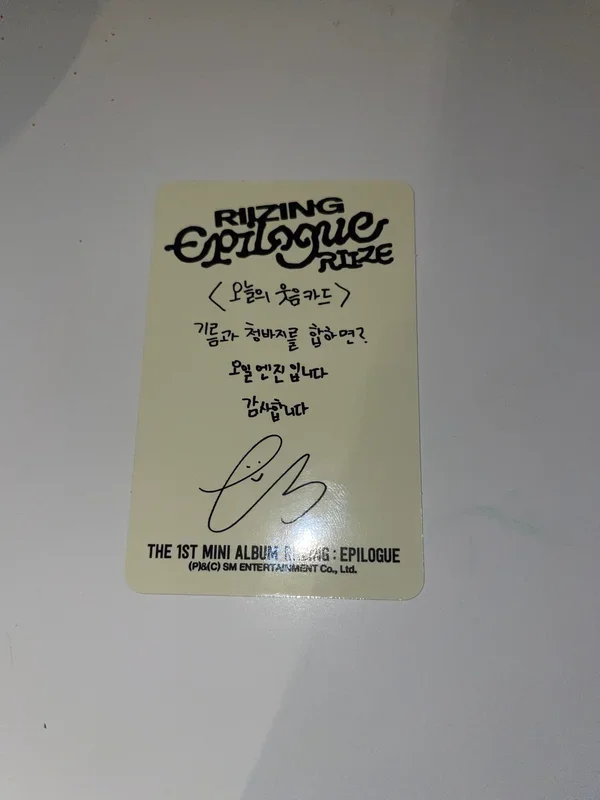 RIIZING
Epilogue
RIIZE
<오늘의 웃음카드>
기름과 청바지를 합하면?
오일엔진입니다
감사합니다
THE 1ST MINI ALBUM RIIZING : EPILOGUE
(P)&(C) SM ENTERTAINMENT Co., Ltd.